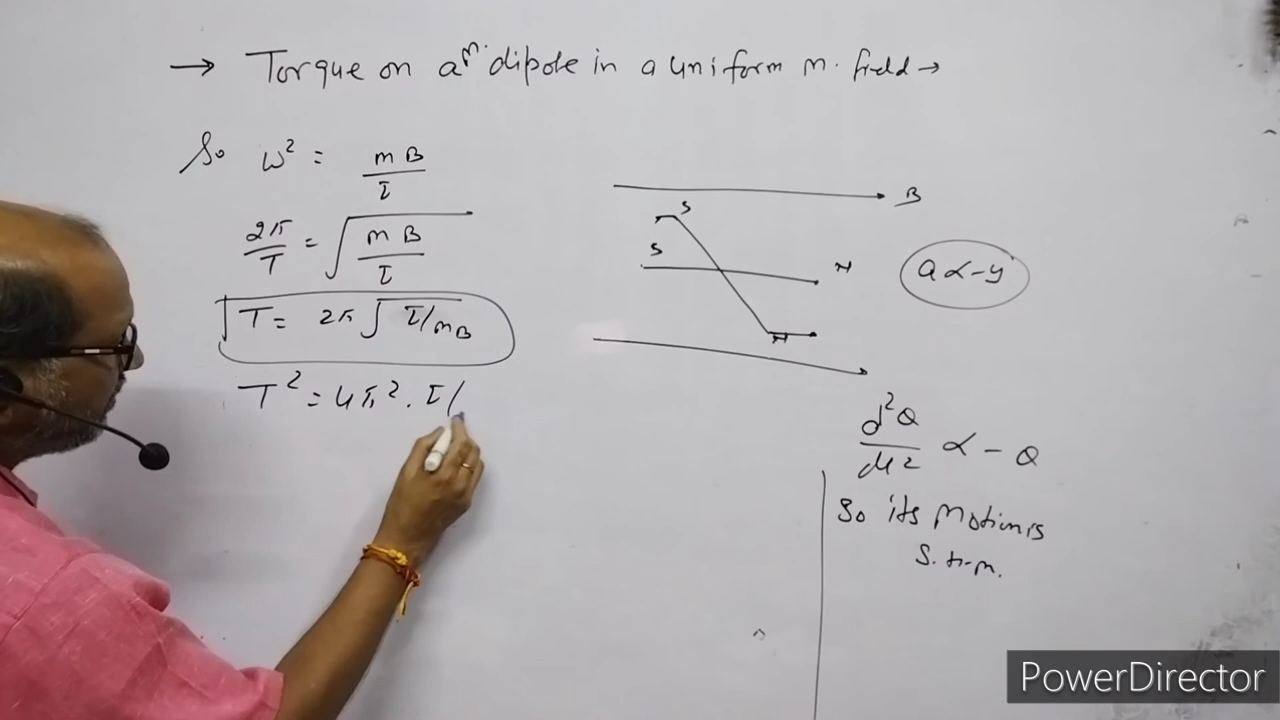 → Torque on a m. dipole in a uniform m. field →
So ω² = mB/I
2π/T = √(mB/I)
T = 2π √(I/mB)
T² = 4π² . I/
B
S
S
N
N
a ∝ -y
d²θ/dt² ∝ - θ
So its Motion is
S.H.M.
PowerDirector